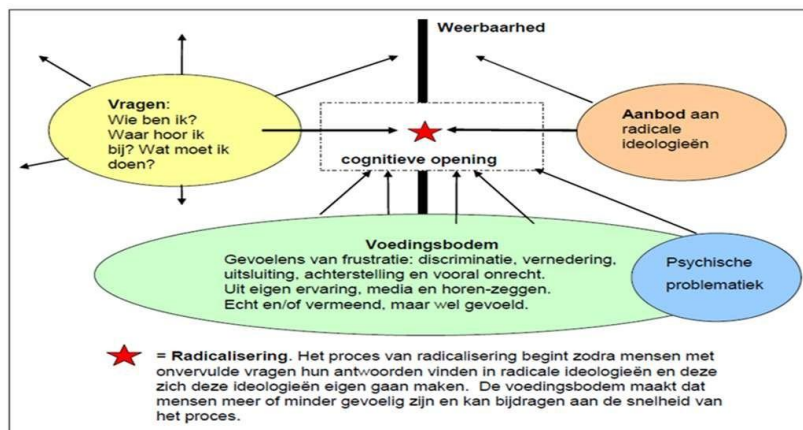 Weerbaarhed
Vragen:
Wie ben ik?
Waar hoor ik
bij? Wat moet ik
doen?
Aanbod aan
radicale
ideologieën
cognitieve opening
Voedingsbodem
Gevoelens van frustratie: discriminatie, vernedering,
uitsluiting, achterstelling en vooral onrecht.
Uit eigen ervaring, media en horen-zeggen.
Echt en/of vermeend, maar wel gevoeld.
Psychische
problematiek
= Radicalisering. Het proces van radicalisering begint zodra mensen met
onvervulde vragen hun antwoorden vinden in radicale ideologieën en deze
zich deze ideologieën eigen gaan maken. De voedingsbodem maakt dat
mensen meer of minder gevoelig zijn en kan bijdragen aan de snelheid van
het proces.